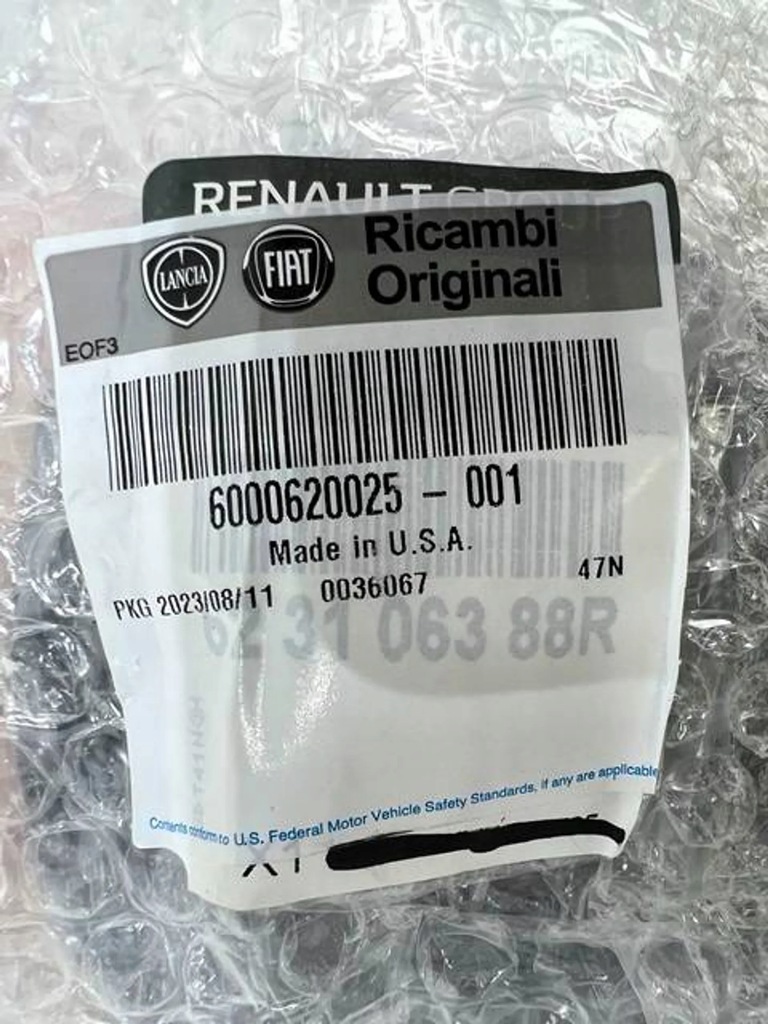 RENAULT GROUP
LANCIA
FIAT
Ricambi
Originali
EOF3
6000620025 - 001
Made in U.S.A.
PKG 2023/08/11 0036067 47N
62 31 063 88R
Contents conform to U.S. Federal Motor Vehicle Safety Standards, if any are applicable
X1